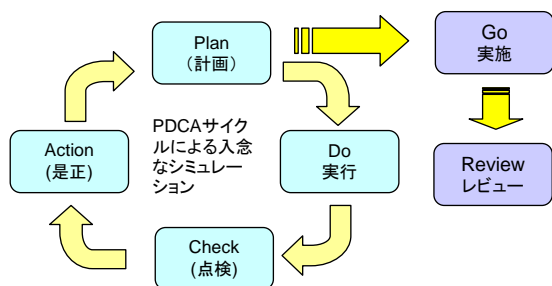 Plan
（計画）
Go
実施
PDCAサイク
ルによる入念
なシミュレー
ション
Action
(是正)
Do
実行
Review
レビュー
Check
(点検)